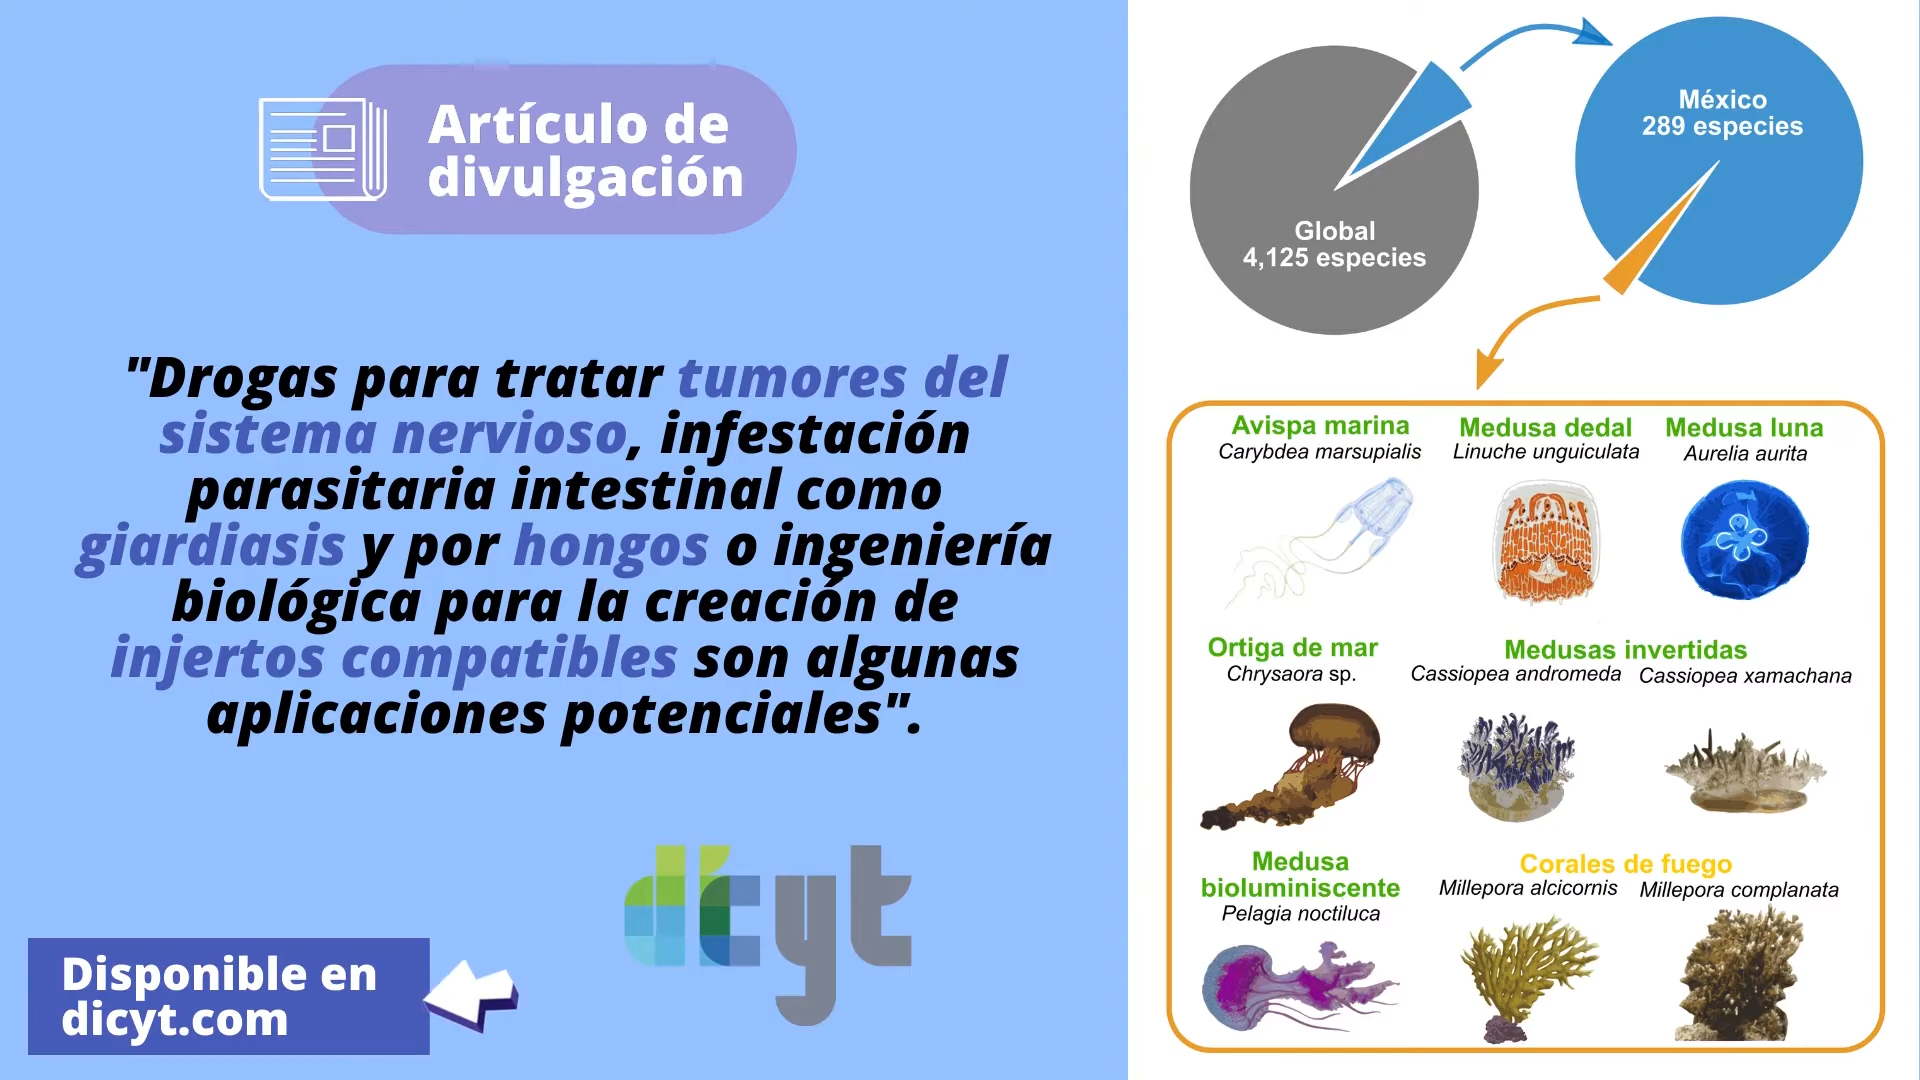 Artículo de
divulgación
"Drogas para tratar tumores del
sistema nervioso, infestación
parasitaria intestinal como
giardiasis y por hongos o ingeniería
biológica para la creación de
injertos compatibles son algunas
aplicaciones potenciales".
dicyt
Disponible en
dicyt.com
Global
4,125 especies
México
289 especies
Avispa marina
Carybdea marsupialis
Medusa dedal
Linuche unguiculata
Medusa luna
Aurelia aurita
Ortiga de mar
Chrysaora sp.
Medusas invertidas
Cassiopea andromeda
Cassiopea xamachana
Medusa
bioluminiscente
Pelagia noctiluca
Corales de fuego
Millepora alcicornis
Millepora complanata